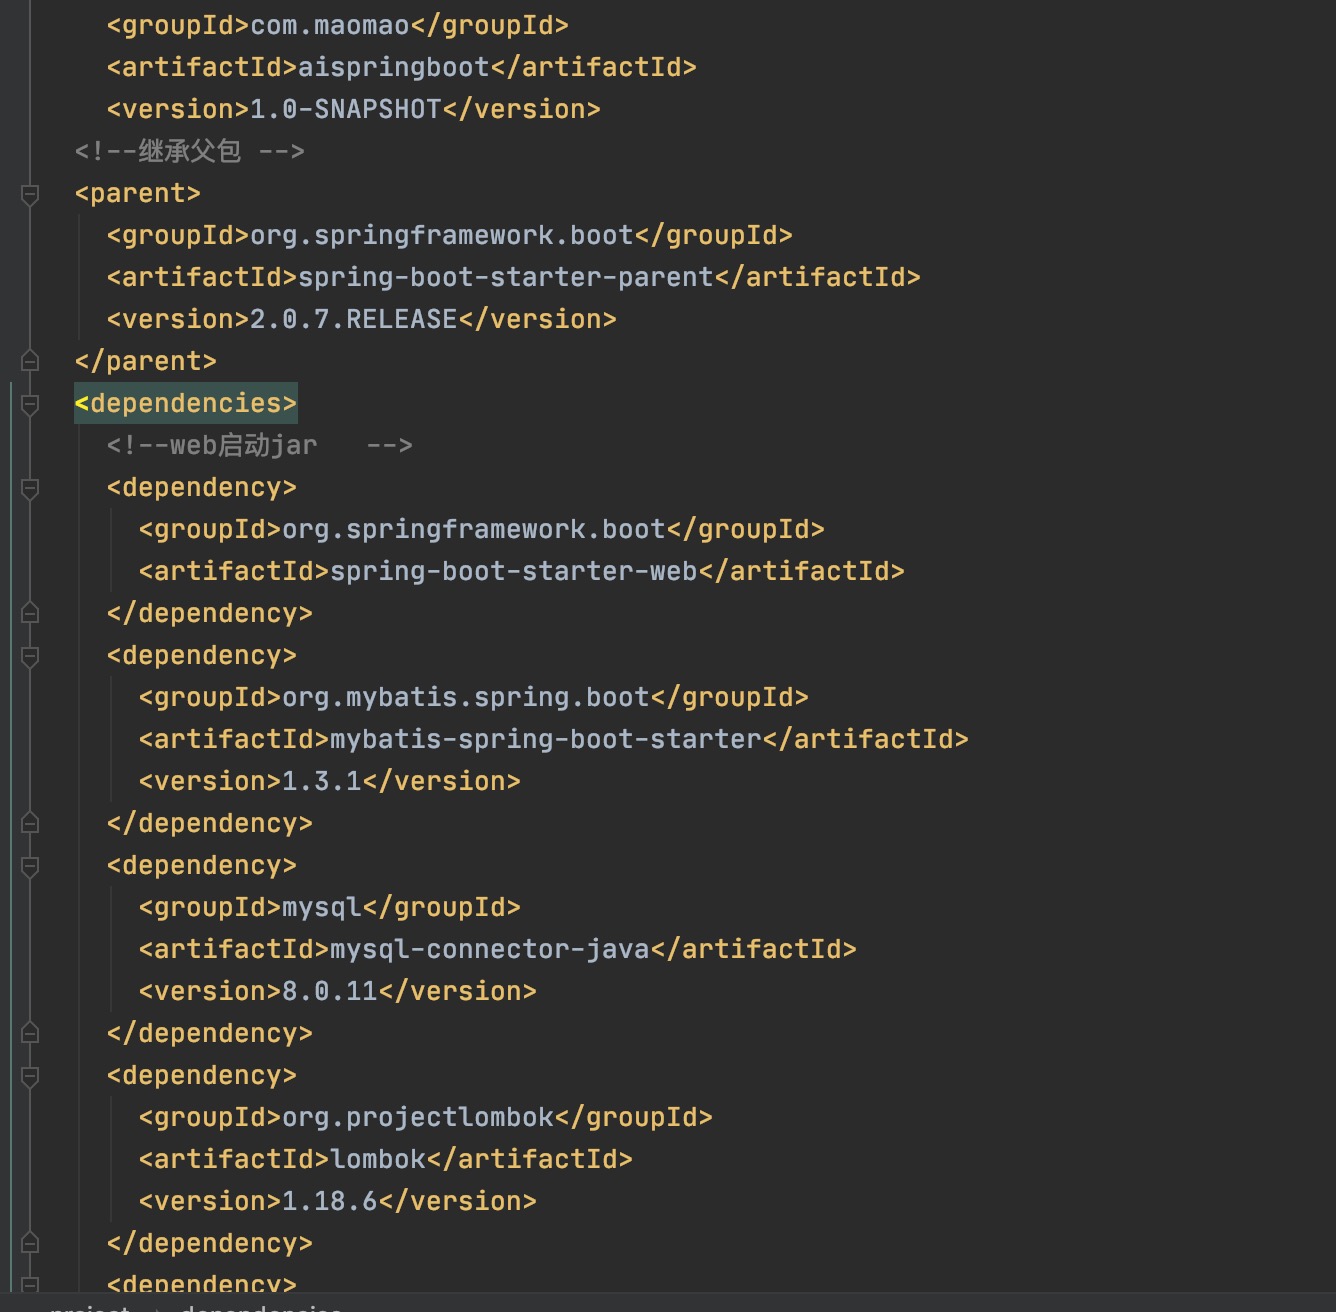 <groupId>com.maomao</groupId>
<artifactId>aispringboot</artifactId>
<version>1.0-SNAPSHOT</version>
<!--继承父包 -->
<parent>
<groupId>org.springframework.boot</groupId>
<artifactId>spring-boot-starter-parent</artifactId>
<version>2.0.7.RELEASE</version>
</parent>
<dependencies>
<!--web启动jar   -->
<dependency>
<groupId>org.springframework.boot</groupId>
<artifactId>spring-boot-starter-web</artifactId>
</dependency>
<dependency>
<groupId>org.mybatis.spring.boot</groupId>
<artifactId>mybatis-spring-boot-starter</artifactId>
<version>1.3.1</version>
</dependency>
<dependency>
<groupId>mysql</groupId>
<artifactId>mysql-connector-java</artifactId>
<version>8.0.11</version>
</dependency>
<dependency>
<groupId>org.projectlombok</groupId>
<artifactId>lombok</artifactId>
<version>1.18.6</version>
</dependency>
<dependency>
project › dependencies